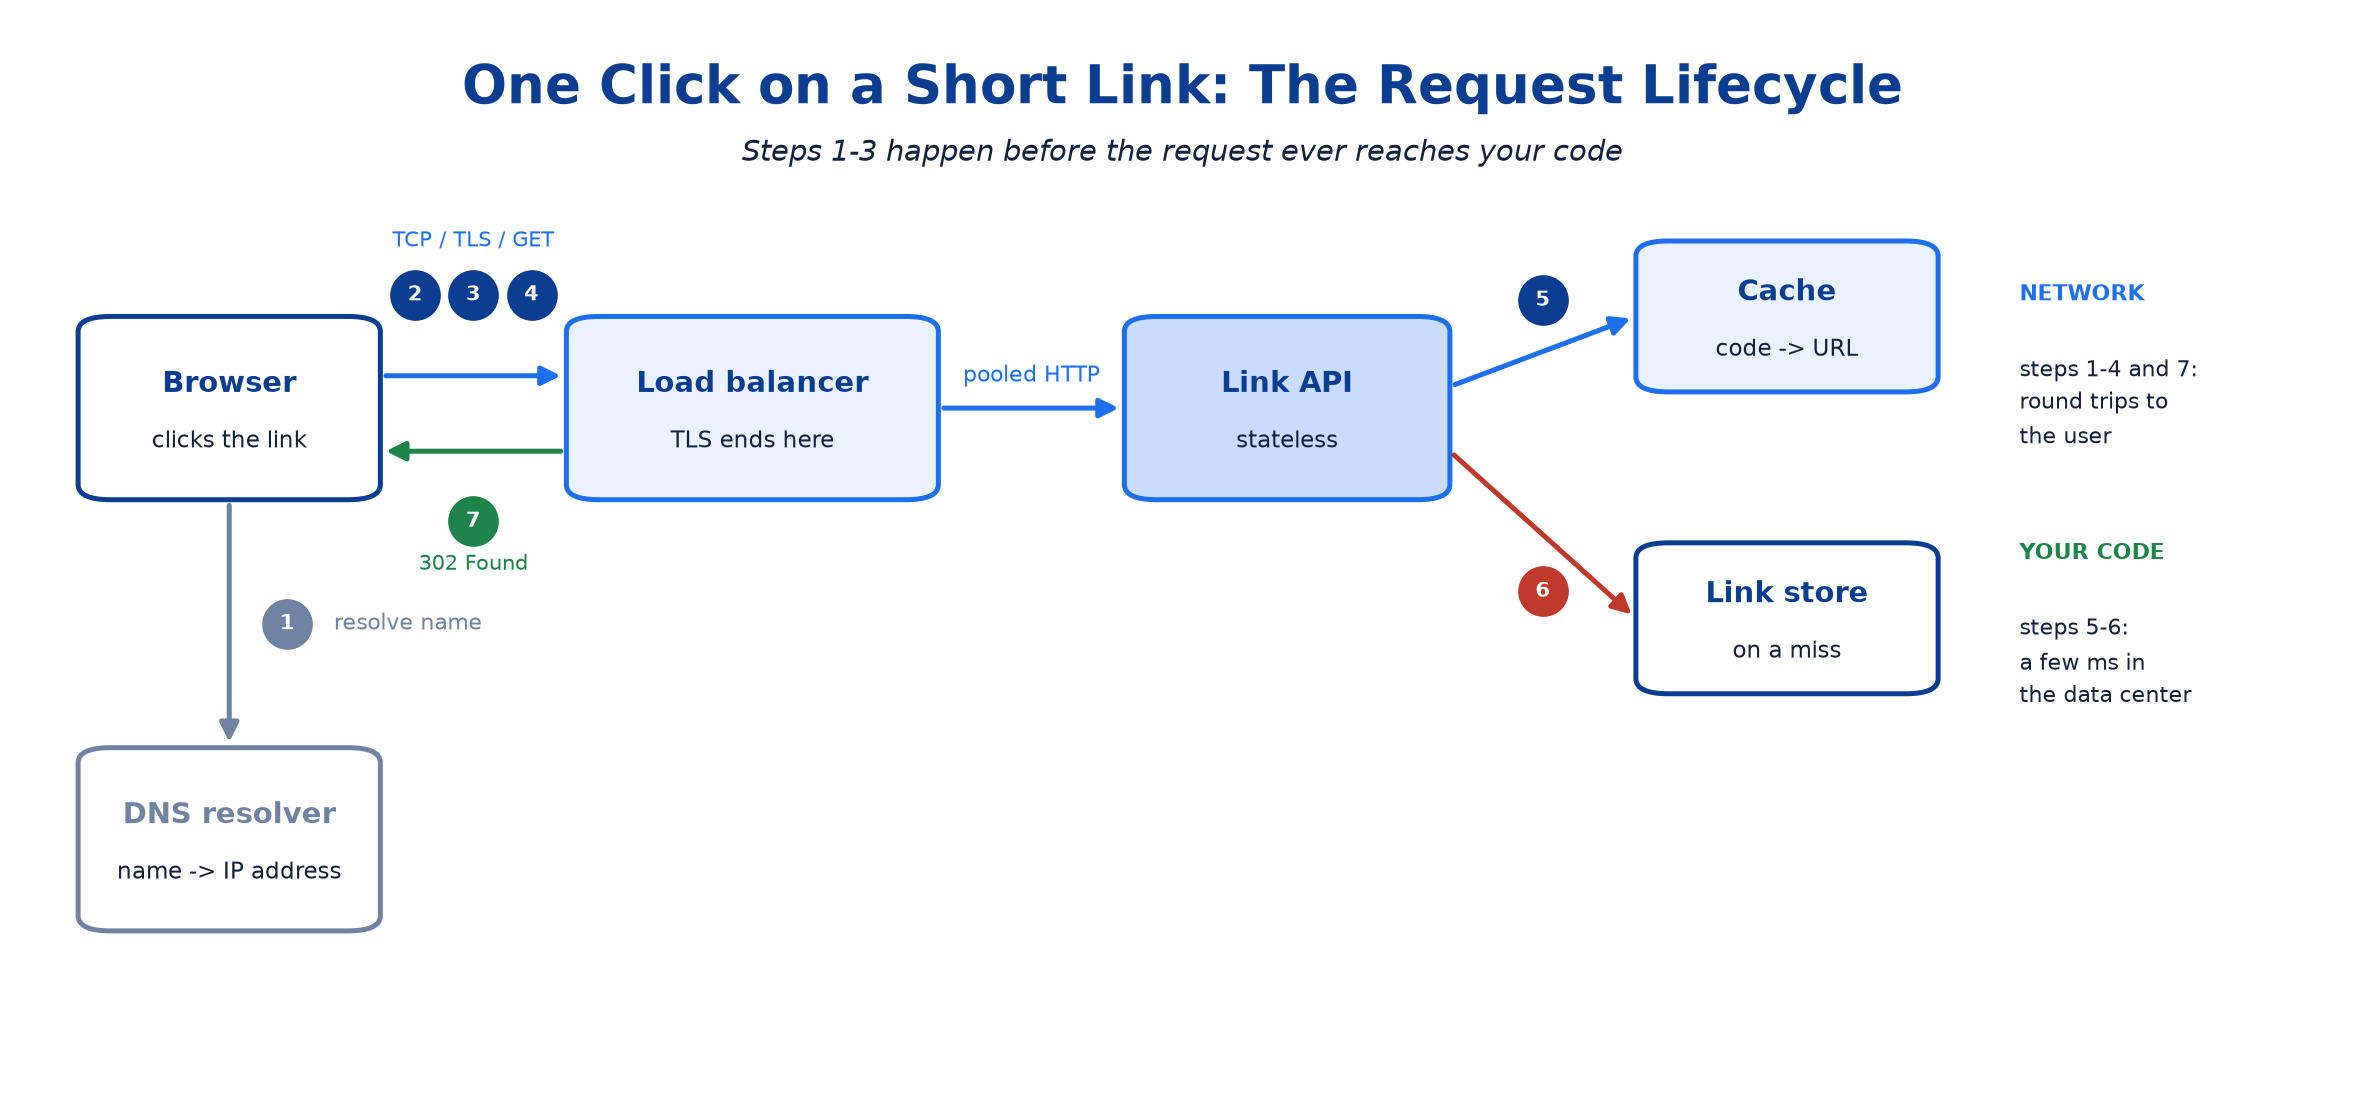 One Click on a Short Link: The Request Lifecycle
Steps 1-3 happen before the request ever reaches your code
TCP / TLS / GET
2 3 4
Browser
clicks the link
Load balancer
TLS ends here
pooled HTTP
Link API
stateless
5
Cache
code -> URL
NETWORK
steps 1-4 and 7:
round trips to
the user
7
302 Found
1 resolve name
6
Link store
on a miss
YOUR CODE
steps 5-6:
a few ms in
the data center
DNS resolver
name -> IP address